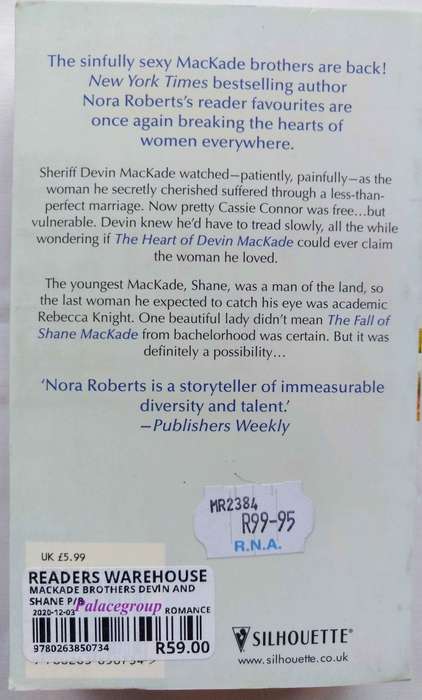 The sinfully sexy MacKade brothers are back!
New York Times bestselling author
Nora Roberts's reader favourites are
once again breaking the hearts of
women everywhere.
Sheriff Devin MacKade watched—patiently, painfully—as the
woman he secretly cherished suffered through a less-than-
perfect marriage. Now pretty Cassie Connor was free...but
vulnerable. Devin knew he'd have to tread slowly, all the while
wondering if The Heart of Devin MacKade could ever claim
the woman he loved.
The youngest MacKade, Shane, was a man of the land, so
the last woman he expected to catch his eye was academic
Rebecca Knight. One beautiful lady didn't mean The Fall of
Shane MacKade from bachelorhood was certain. But it was
definitely a possibility...
'Nora Roberts is a storyteller of immeasurable
diversity and talent.'
—Publishers Weekly
MR2384
R99-95
R.N.A.
UK £5.99
READERS WAREHOUSE
MACKADE BROTHERS DEVIN AND
SHANE P/B
Palacegroup
2020-12-03
ROMANCE
9780263850734
R59.00
SILHOUETTE®
www.silhouette.co.uk